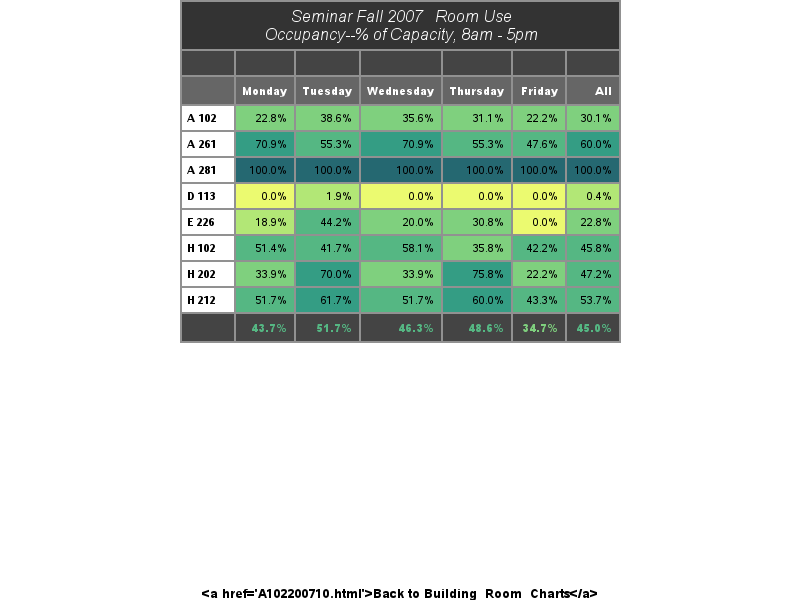 Seminar Fall 2007   Room Use
Occupancy--% of Capacity, 8am - 5pm
Monday Tuesday Wednesday Thursday Friday All
A 102 22.8% 38.6% 35.6% 31.1% 22.2% 30.1%
A 261 70.9% 55.3% 70.9% 55.3% 47.6% 60.0%
A 281 100.0% 100.0% 100.0% 100.0% 100.0% 100.0%
D 113 0.0% 1.9% 0.0% 0.0% 0.0% 0.4%
E 226 18.9% 44.2% 20.0% 30.8% 0.0% 22.8%
H 102 51.4% 41.7% 58.1% 35.8% 42.2% 45.8%
H 202 33.9% 70.0% 33.9% 75.8% 22.2% 47.2%
H 212 51.7% 61.7% 51.7% 60.0% 43.3% 53.7%
43.7% 51.7% 46.3% 48.6% 34.7% 45.0%
<a href='A102200710.html'>Back to Building  Room  Charts</a>